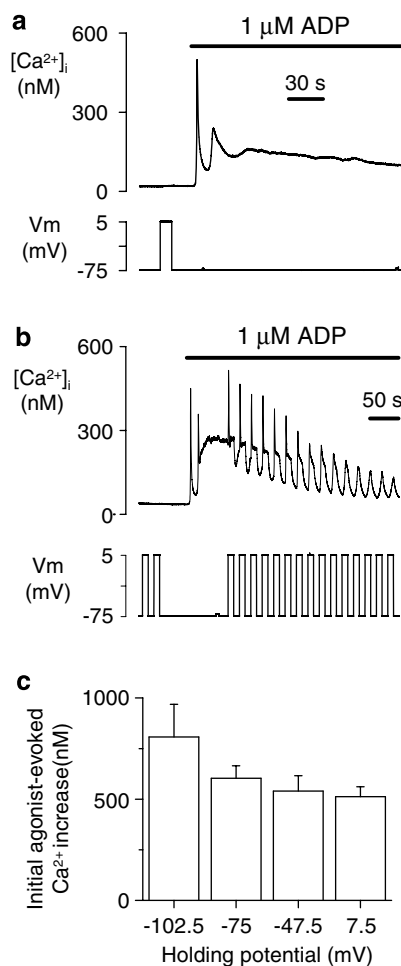 a
1 µM ADP
600
[Ca²⁺]ᵢ
(nM)
30 s
300
0
Vm
(mV)
5
-75
b
1 µM ADP
600
[Ca²⁺]ᵢ
(nM)
50 s
300
0
Vm
(mV)
5
-75
c
Initial agonist-evoked
Ca²⁺ increase(nM)
1000
500
0
-102.5 -75 -47.5 7.5
Holding potential (mV)